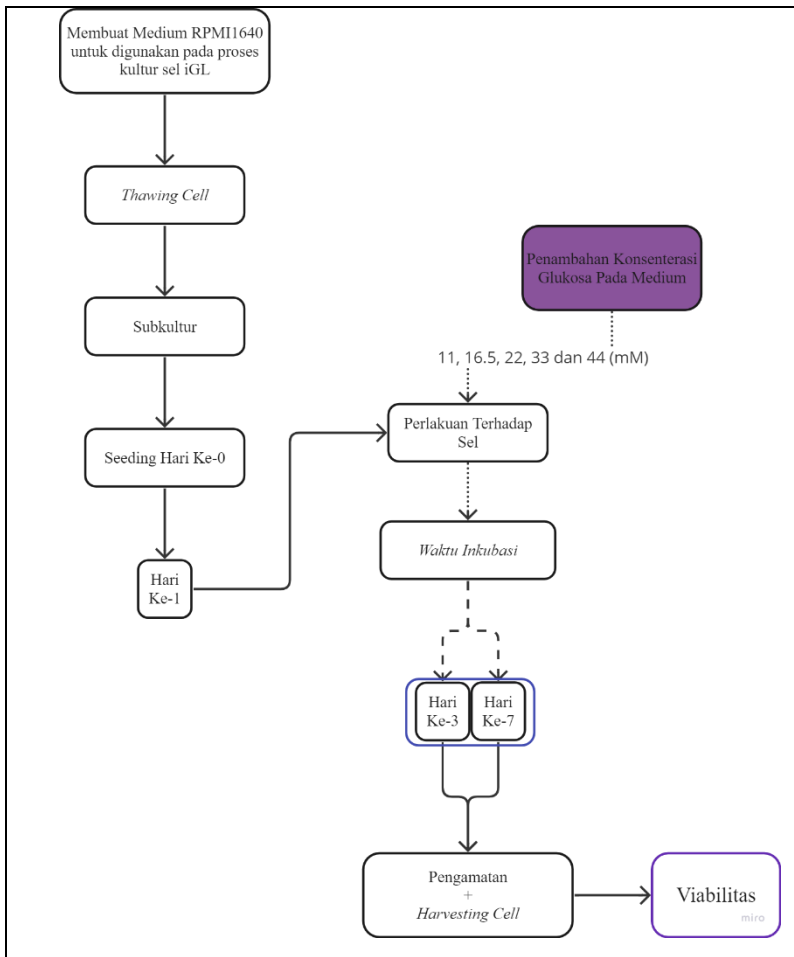 Membuat Medium RPMI1640
untuk digunakan pada proses
kultur sel iGL
Thawing Cell
Subkultur
Seeding Hari Ke-0
Hari
Ke-1
Penambahan Konsenterasi
Glukosa Pada Medium
11, 16.5, 22, 33 dan 44 (mM)
Perlakuan Terhadap
Sel
Waktu Inkubasi
Hari
Ke-3
Hari
Ke-7
Pengamatan
+
Harvesting Cell
Viabilitas
miro